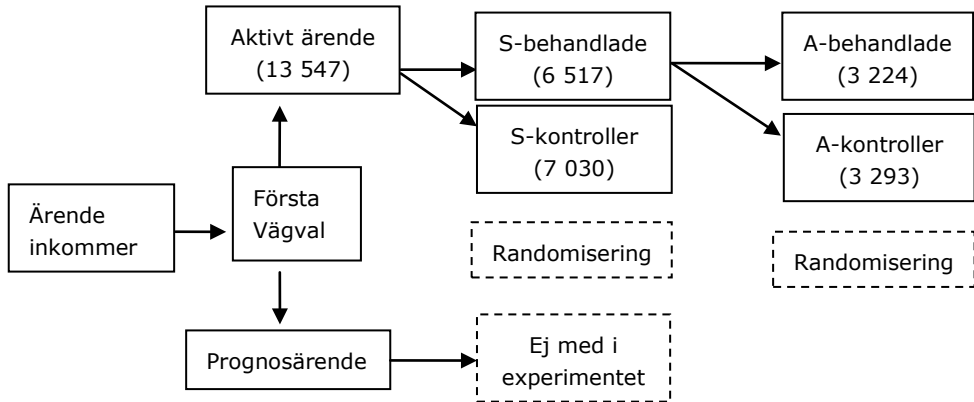 Aktivt ärende
(13 547)
S-behandlade
(6 517)
A-behandlade
(3 224)
S-kontroller
(7 030)
A-kontroller
(3 293)
Ärende
inkommer
Första
Vägval
Randomisering
Randomisering
Prognosärende
Ej med i
experimentet